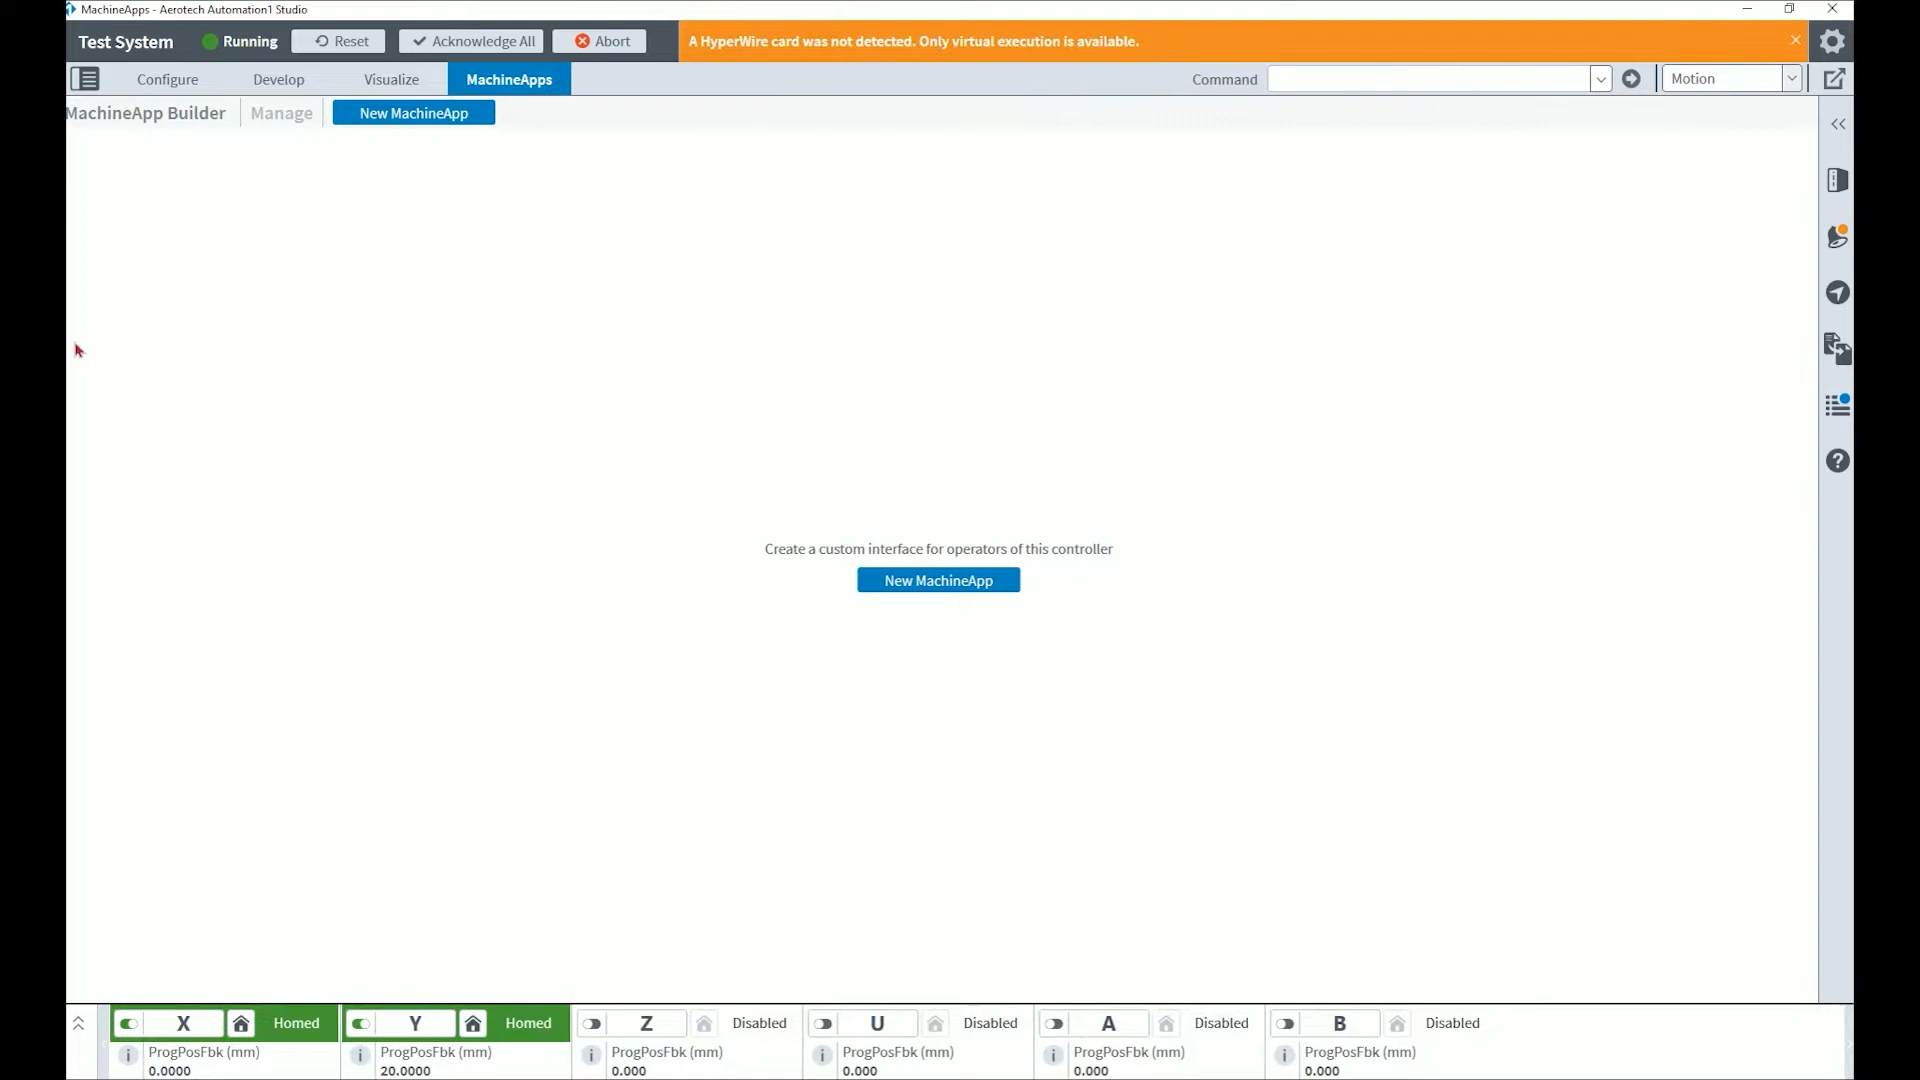 MachineApps - Aerotech Automation1 Studio
Test System Running Reset Acknowledge All Abort A HyperWire card was not detected. Only virtual execution is available.
Configure Develop Visualize MachineApps Command Motion
MachineApp Builder Manage New MachineApp
Create a custom interface for operators of this controller
New MachineApp
X Homed Y Homed Z Disabled U Disabled A Disabled B Disabled
ProgPosFbk (mm) ProgPosFbk (mm) ProgPosFbk (mm) ProgPosFbk (mm) ProgPosFbk (mm) ProgPosFbk (mm)
0.0000 20.0000 0.000 0.000 0.000 0.000